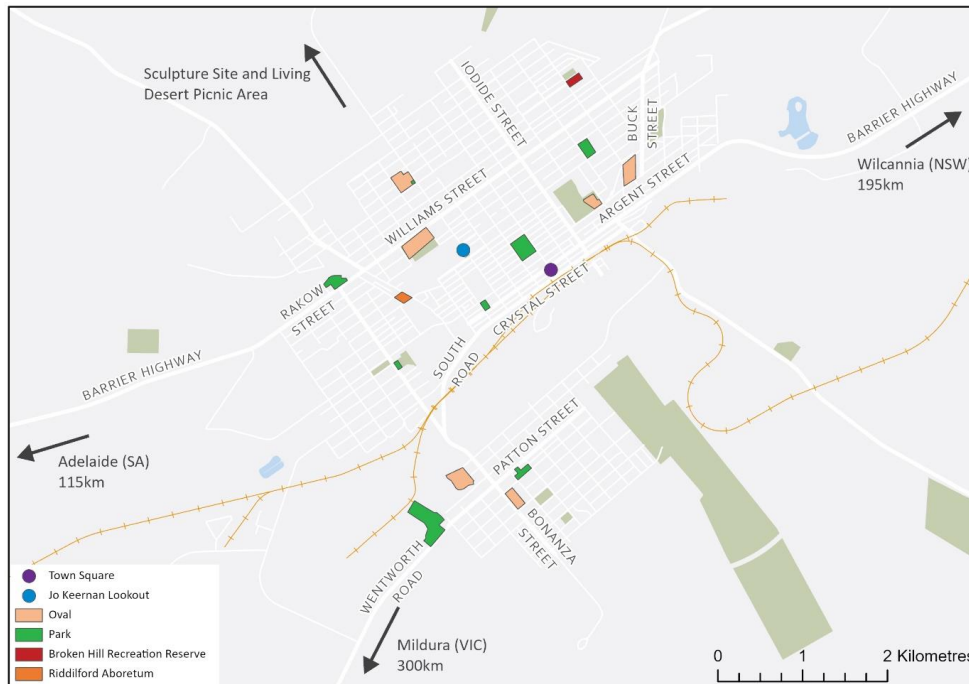 Sculpture Site and Living
Desert Picnic Area
IODIDE STREET
BUCK
STREET
BARRIER HIGHWAY
Wilcannia (NSW)
195km
WILLIAMS STREET
ARGENT STREET
RAKOW
STREET
CRYSTAL STREET
BARRIER HIGHWAY
SOUTH
ROAD
Adelaide (SA)
115km
PATTON STREET
BONANZA
STREET
WENTWORTH
ROAD
Mildura (VIC)
300km
Town Square
Jo Keernan Lookout
Oval
Park
Broken Hill Recreation Reserve
Riddilford Aboretum
0 1 2 Kilometres